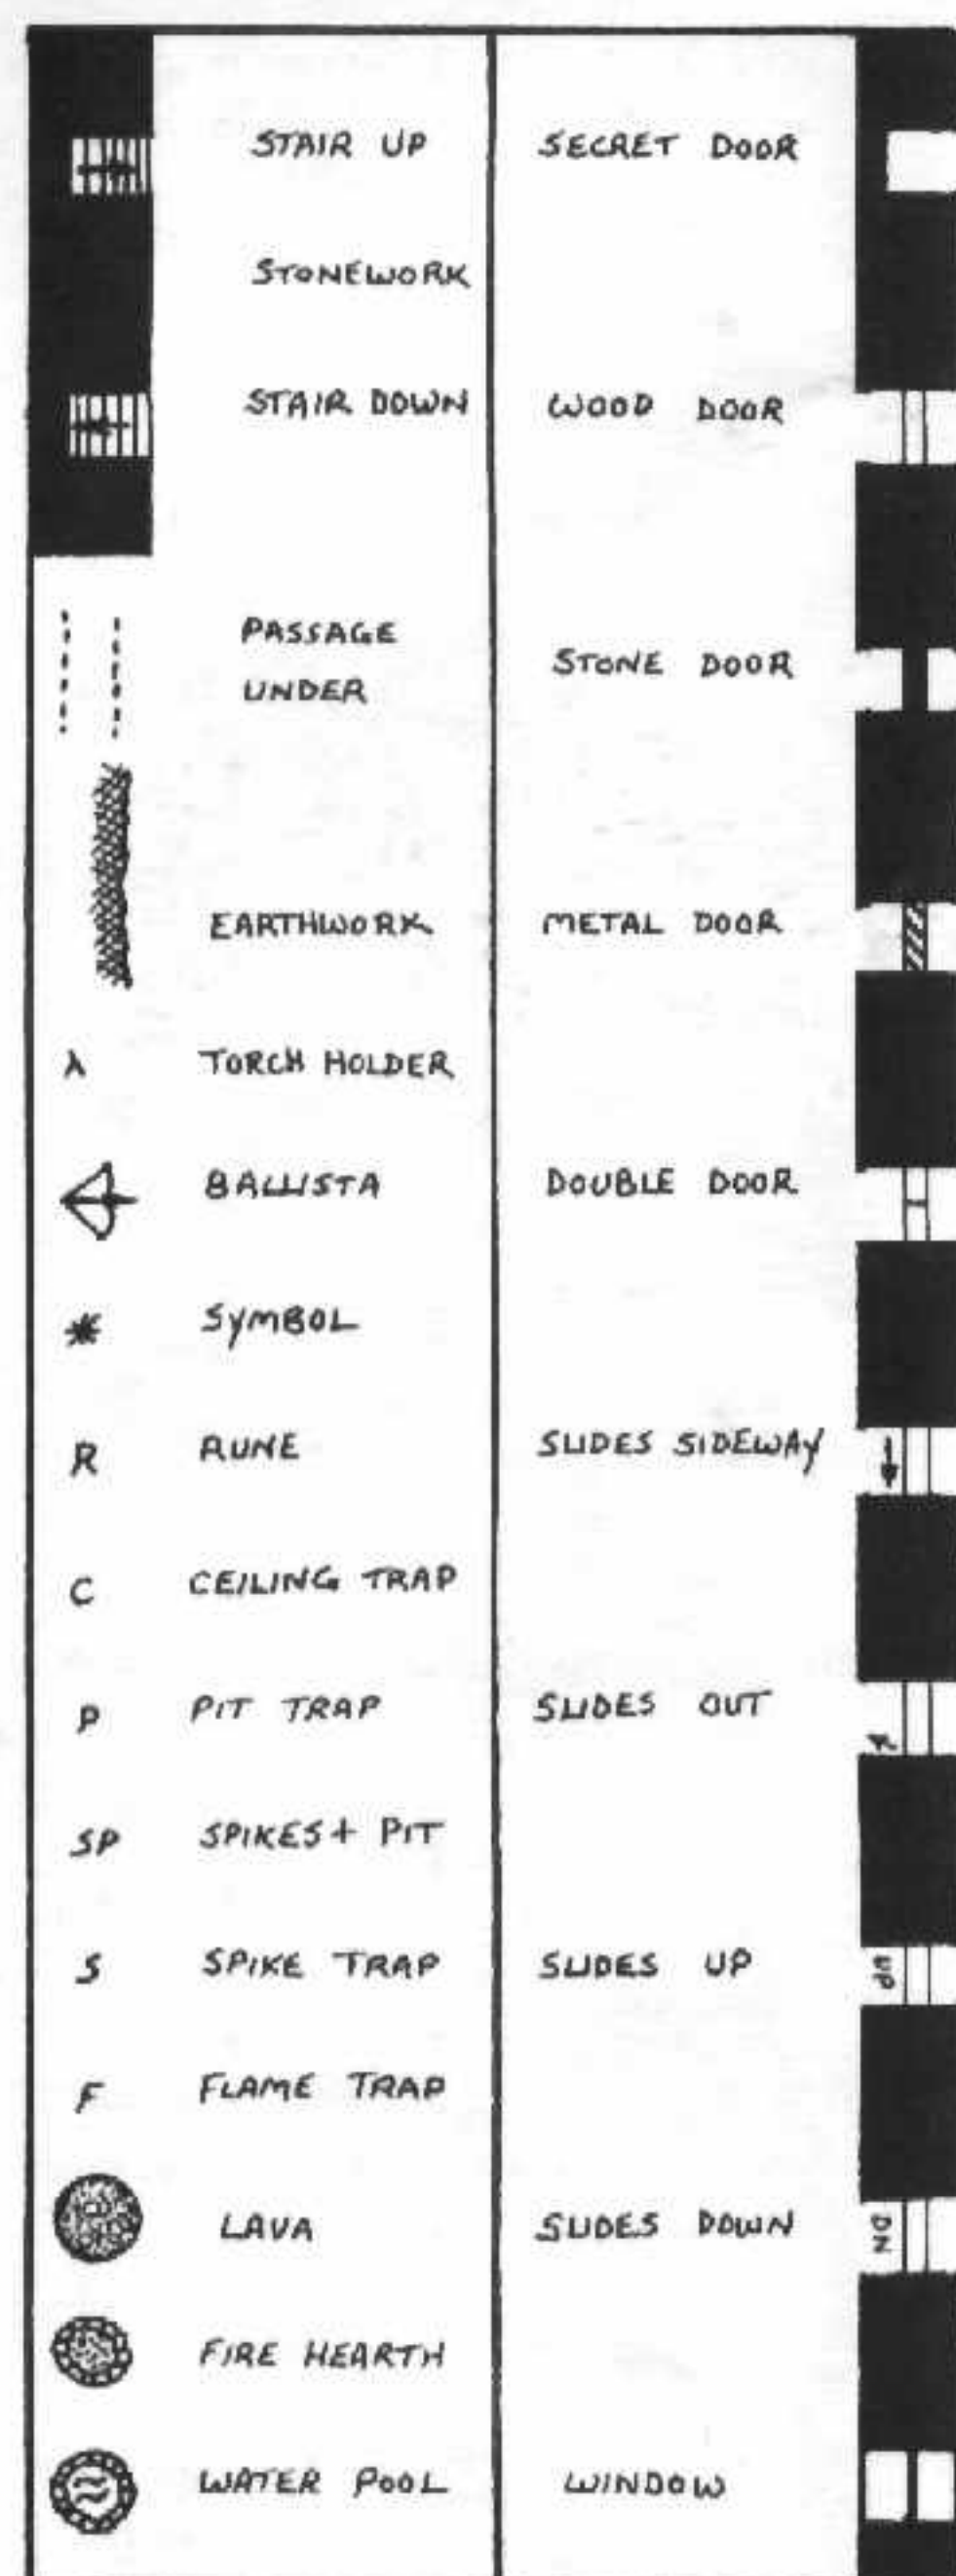 STAIR UP
STONEWORK
STAIR DOWN
PASSAGE
UNDER
EARTHWORK
λ TORCH HOLDER
BALLISTA
* SYMBOL
R RUNE
C CEILING TRAP
P PIT TRAP
SP SPIKES + PIT
S SPIKE TRAP
F FLAME TRAP
LAVA
FIRE HEARTH
WATER POOL
SECRET DOOR
WOOD DOOR
STONE DOOR
METAL DOOR
DOUBLE DOOR
SLIDES SIDEWAY
SLIDES OUT
SLIDES UP UP
SLIDES DOWN DN
WINDOW